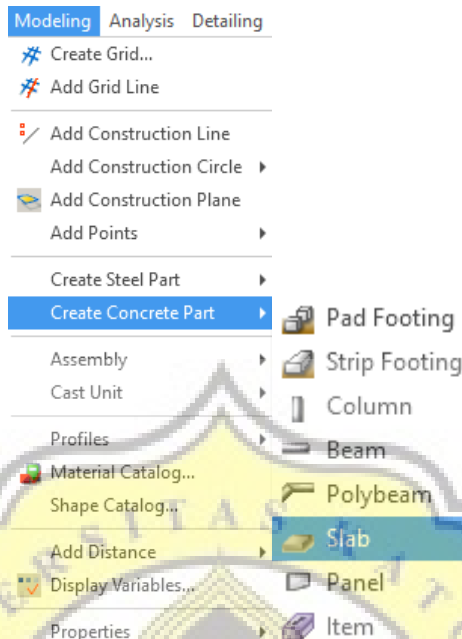 Modeling Analysis Detailing
Create Grid...
Add Grid Line
Add Construction Line
Add Construction Circle
Add Construction Plane
Add Points
Create Steel Part
Create Concrete Part
Assembly
Cast Unit
Profiles
Material Catalog...
Shape Catalog...
Add Distance
Display Variables...
Properties
Pad Footing
Strip Footing
Column
Beam
Polybeam
Slab
Panel
Item